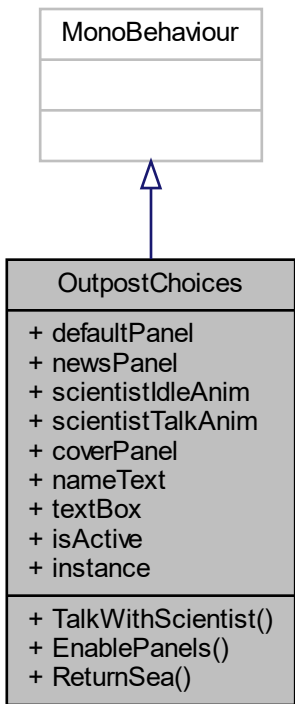 MonoBehaviour
OutpostChoices
+ defaultPanel
+ newsPanel
+ scientistIdleAnim
+ scientistTalkAnim
+ coverPanel
+ nameText
+ textBox
+ isActive
+ instance
+ TalkWithScientist()
+ EnablePanels()
+ ReturnSea()